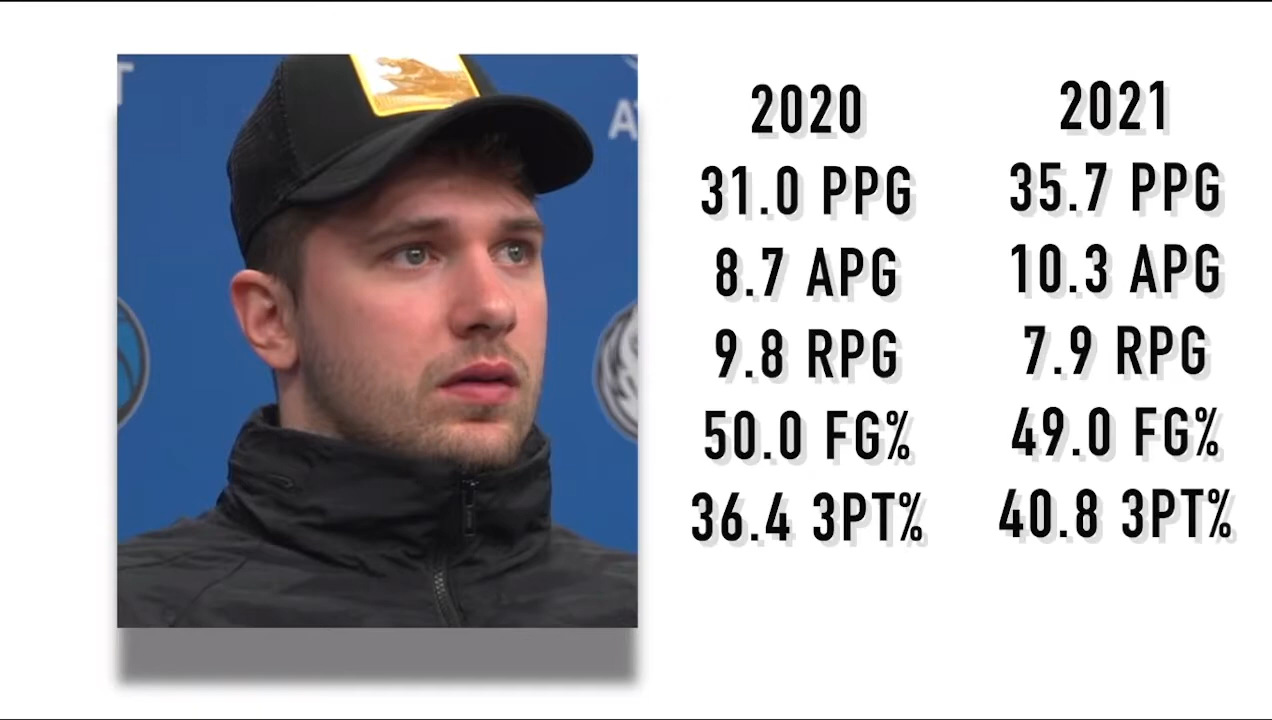 2020
31.0 PPG
8.7 APG
9.8 RPG
50.0 FG%
36.4 3PT%
2021
35.7 PPG
10.3 APG
7.9 RPG
49.0 FG%
40.8 3PT%